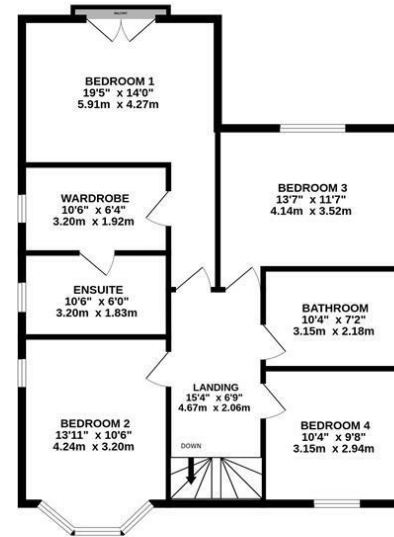 BALCONY
BEDROOM 1
19'5" x 14'0"
5.91m x 4.27m
BEDROOM 3
13'7" x 11'7"
4.14m x 3.52m
WARDROBE
10'6" x 6'4"
3.20m x 1.92m
ENSUITE
10'6" x 6'0"
3.20m x 1.83m
BATHROOM
10'4" x 7'2"
3.15m x 2.18m
LANDING
15'4" x 6'9"
4.67m x 2.06m
BEDROOM 2
13'11" x 10'6"
4.24m x 3.20m
BEDROOM 4
10'4" x 9'8"
3.15m x 2.94m
DOWN